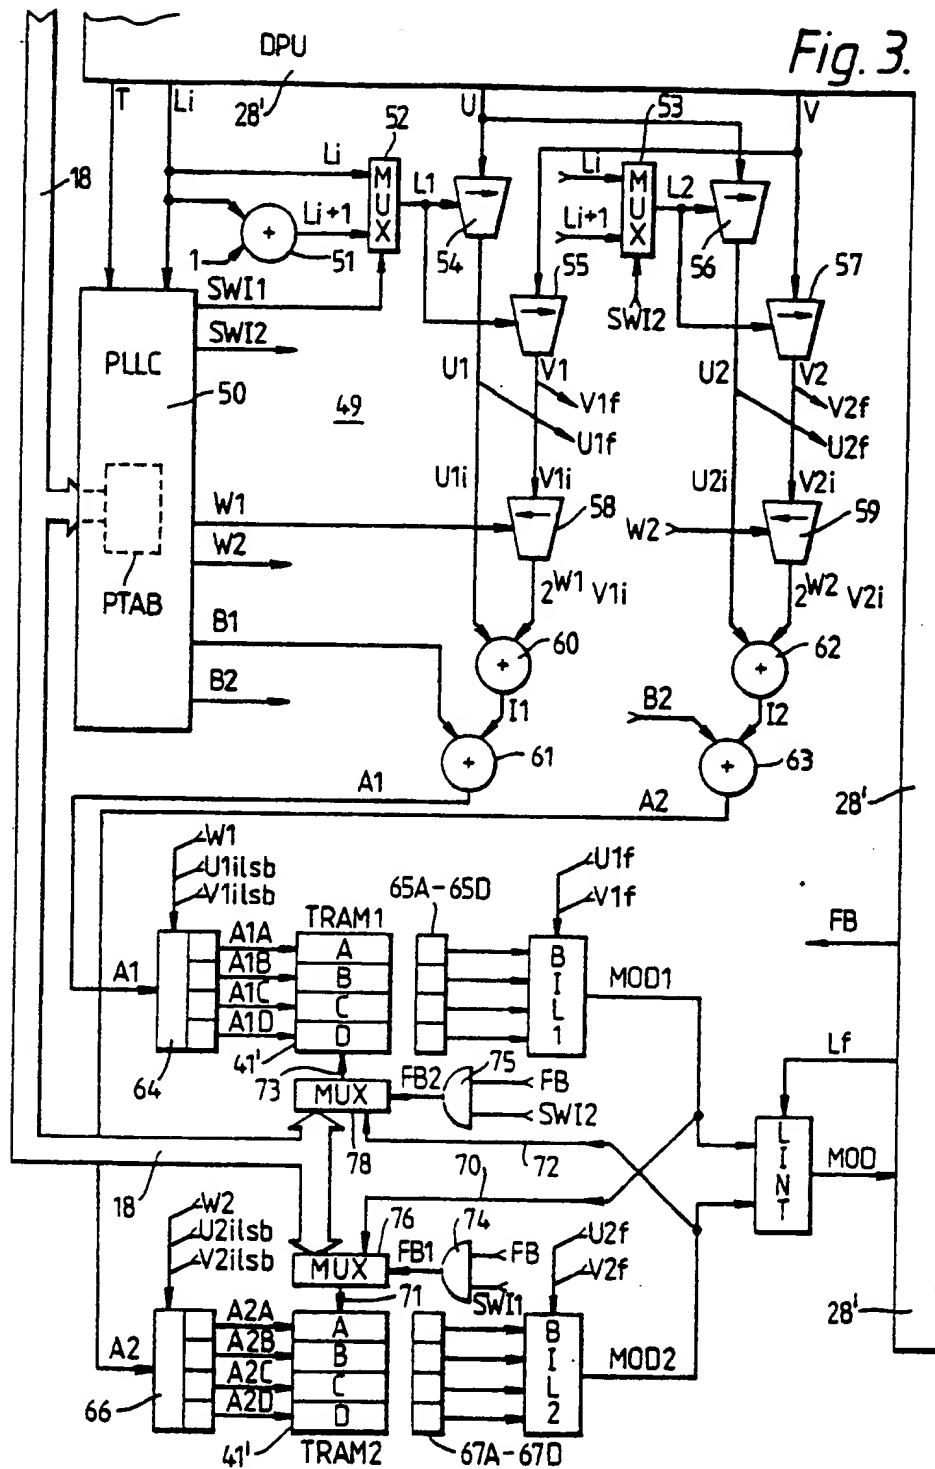 DPU
Fig. 3.
28'
T
Li
U
V
18
52
53
Li
MUX
L1
Li
MUX
L2
Li+1
Li+1
1
+
51
54
55
56
57
SWI1
SWI2
SWI2
PLLC
50
49
U1
V1
V1f
U1f
U2
V2
V2f
U2f
U1i
V1i
U2i
V2i
W1
58
W2
59
W2
PTAB
2W1 V1i
2W2 V2i
B1
+
60
+
62
B2
I1
B2
I2
+
61
+
63
A1
A2
28'
W1
U1ilsb
V1ilsb
65A-65D
U1f
V1f
TRAM1
FB
A1
A1A
A1B
A1C
A1D
A
B
C
D
BIL1
MOD1
64
41'
73
75
Lf
MUX
FB2
FB
SWI2
78
72
LINT
MOD
18
70
W2
U2ilsb
V2ilsb
76
74
U2f
V2f
MUX
FB1
FB
SWI1
71
28'
A2
A2A
A2B
A2C
A2D
A
B
C
D
BIL2
MOD2
66
41'
TRAM2
67A-67D